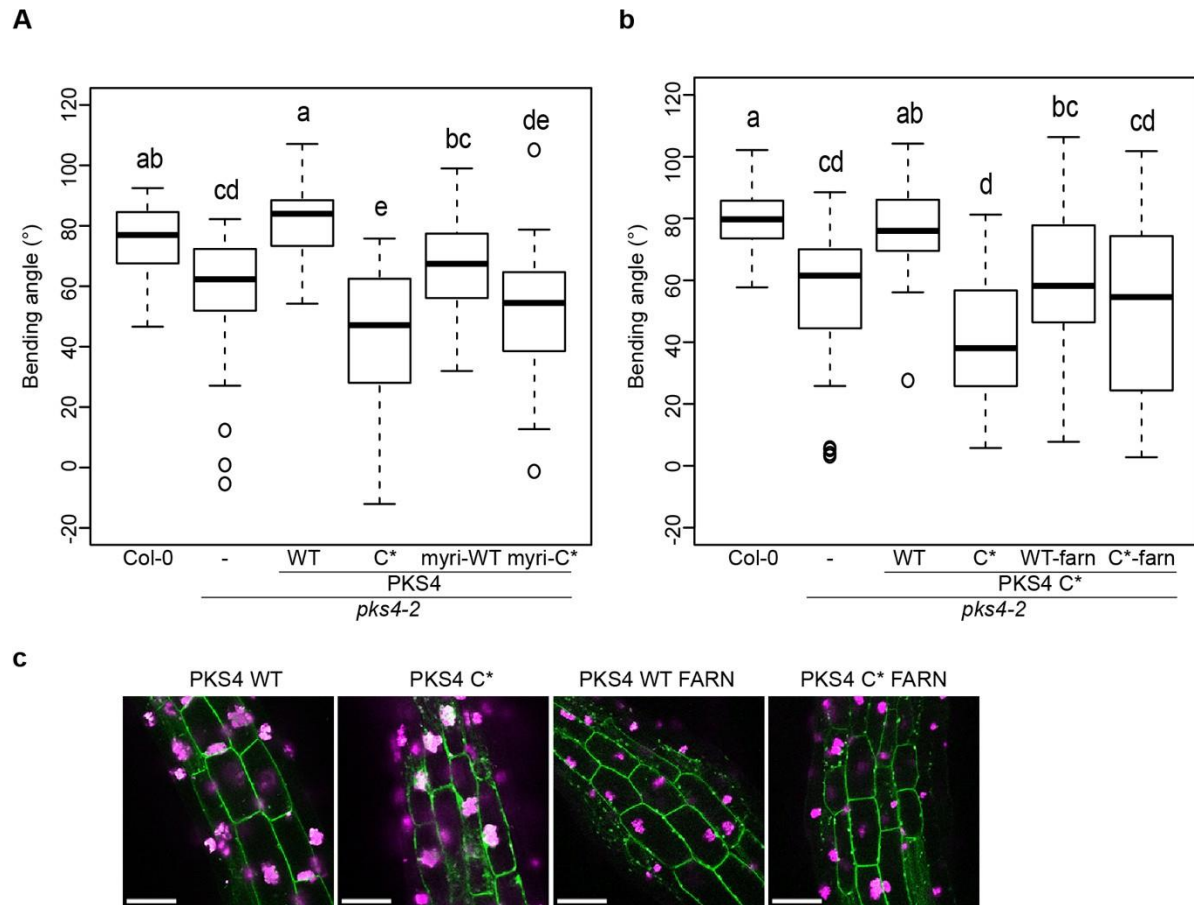 A
b
120
100
80
60
40
20
0
-20
Bending angle (°)
ab
cd
a
e
bc
de
Col-0 - WT C* myri-WT myri-C*
PKS4
pks4-2
120
100
80
60
40
20
0
-20
Bending angle (°)
a
cd
ab
d
bc
cd
Col-0 - WT C* WT-farn C*-farn
PKS4 C*
pks4-2
c
PKS4 WT PKS4 C* PKS4 WT FARN PKS4 C* FARN